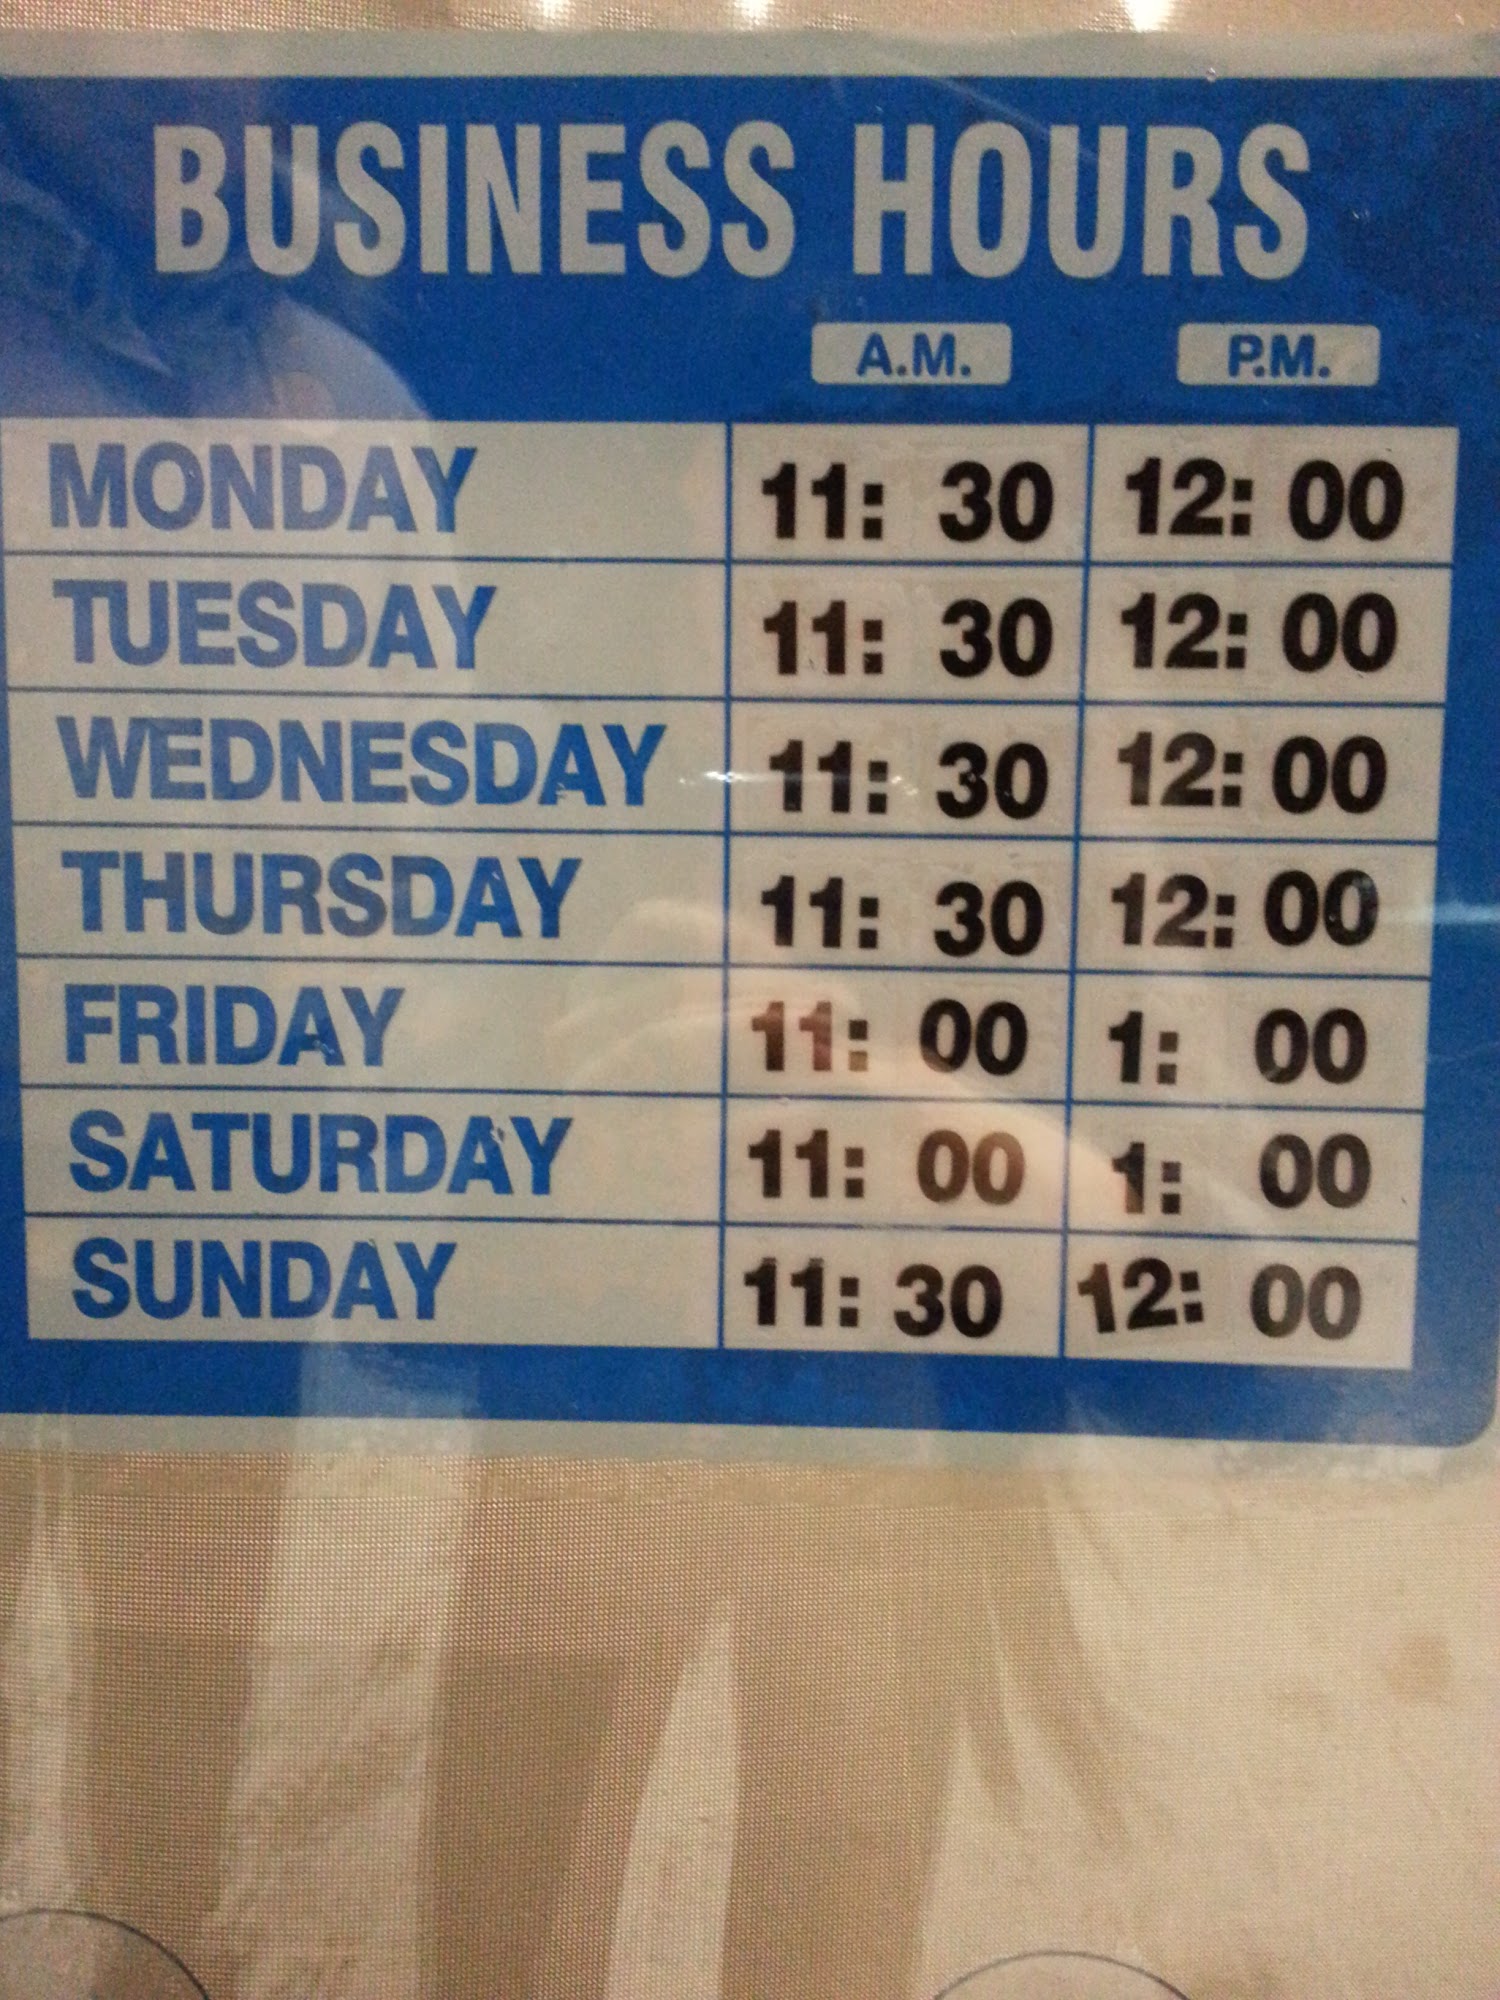 BUSINESS HOURS
A.M. P.M.
MONDAY 11: 30 12: 00
TUESDAY 11: 30 12: 00
WEDNESDAY 11: 30 12: 00
THURSDAY 11: 30 12: 00
FRIDAY 11: 00 1: 00
SATURDAY 11: 00 1: 00
SUNDAY 11: 30 12: 00